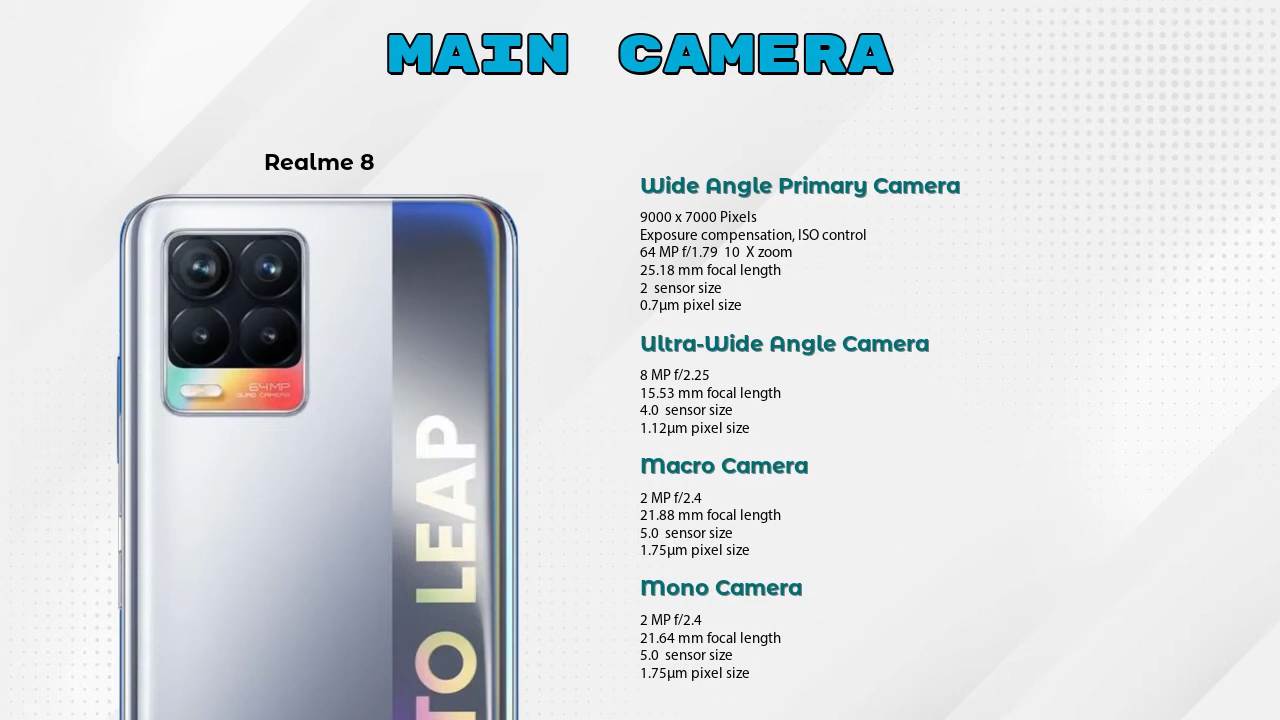 MAIN CAMERA
Realme 8
64MP
QUAD CAMERA
TO LEAP
Wide Angle Primary Camera
9000 x 7000 Pixels
Exposure compensation, ISO control
64 MP f/1.79  10  X zoom
25.18 mm focal length
2  sensor size
0.7µm pixel size
Ultra-Wide Angle Camera
8 MP f/2.25
15.53 mm focal length
4.0  sensor size
1.12µm pixel size
Macro Camera
2 MP f/2.4
21.88 mm focal length
5.0  sensor size
1.75µm pixel size
Mono Camera
2 MP f/2.4
21.64 mm focal length
5.0  sensor size
1.75µm pixel size